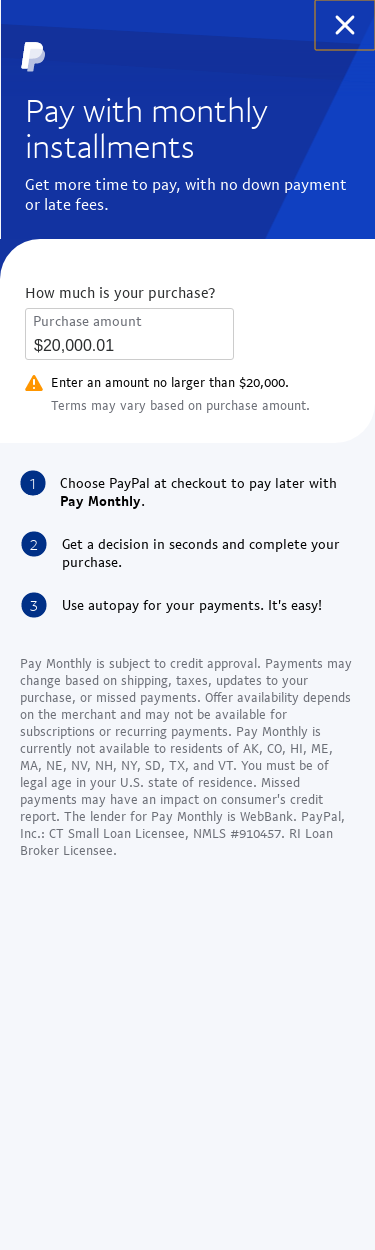 Pay with monthly
installments
Get more time to pay, with no down payment
or late fees.
How much is your purchase?
Purchase amount
$20,000.01
Enter an amount no larger than $20,000.
Terms may vary based on purchase amount.
1 Choose PayPal at checkout to pay later with
Pay Monthly.
2 Get a decision in seconds and complete your
purchase.
3 Use autopay for your payments. It's easy!
Pay Monthly is subject to credit approval. Payments may
change based on shipping, taxes, updates to your
purchase, or missed payments. Offer availability depends
on the merchant and may not be available for
subscriptions or recurring payments. Pay Monthly is
currently not available to residents of AK, CO, HI, ME,
MA, NE, NV, NH, NY, SD, TX, and VT. You must be of
legal age in your U.S. state of residence. Missed
payments may have an impact on consumer's credit
report. The lender for Pay Monthly is WebBank. PayPal,
Inc.: CT Small Loan Licensee, NMLS #910457. RI Loan
Broker Licensee.